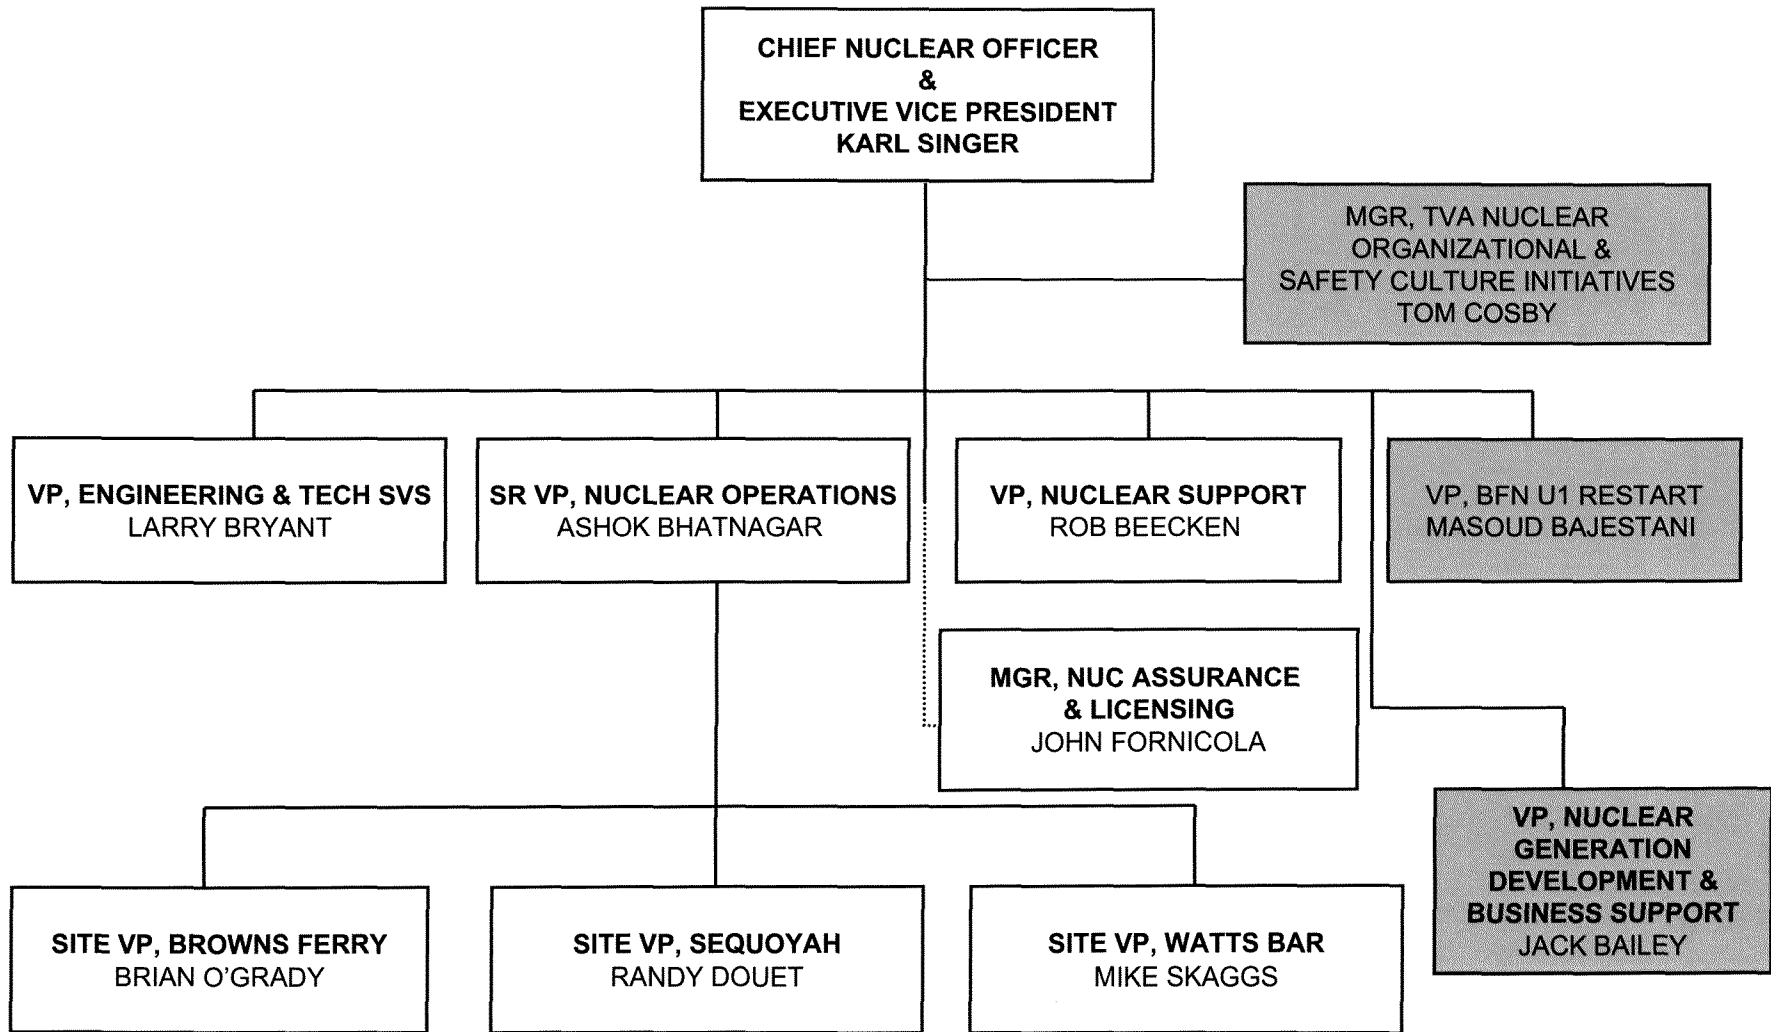 CHIEF NUCLEAR OFFICER
&
EXECUTIVE VICE PRESIDENT
KARL SINGER
MGR, TVA NUCLEAR
ORGANIZATIONAL &
SAFETY CULTURE INITIATIVES
TOM COSBY
VP, ENGINEERING & TECH SVS
LARRY BRYANT
SR VP, NUCLEAR OPERATIONS
ASHOK BHATNAGAR
VP, NUCLEAR SUPPORT
ROB BEECKEN
VP, BFN U1 RESTART
MASOUD BAJESTANI
MGR, NUC ASSURANCE
& LICENSING
JOHN FORNICOLA
VP, NUCLEAR
GENERATION
DEVELOPMENT &
BUSINESS SUPPORT
JACK BAILEY
SITE VP, BROWNS FERRY
BRIAN O'GRADY
SITE VP, SEQUOYAH
RANDY DOUET
SITE VP, WATTS BAR
MIKE SKAGGS